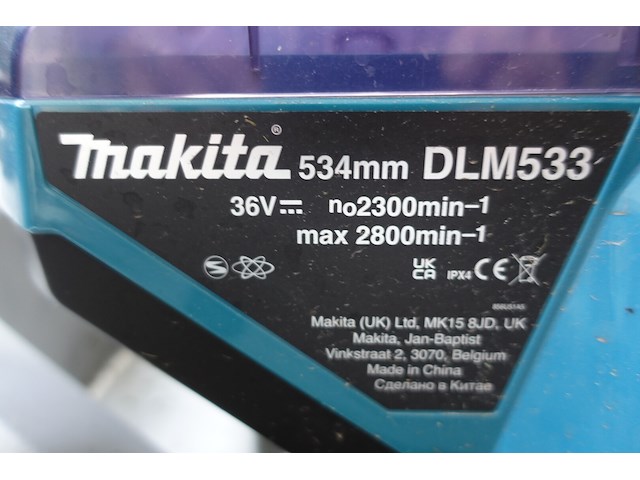 makita® 534mm DLM533
36V no2300min-1
max 2800min-1
UK CA IPX4 CE
Makita (UK) Ltd, MK15 8JD, UK
Makita, Jan-Baptist
Vinkstraat 2, 3070, Belgium
Made in China
Сделано в Китае